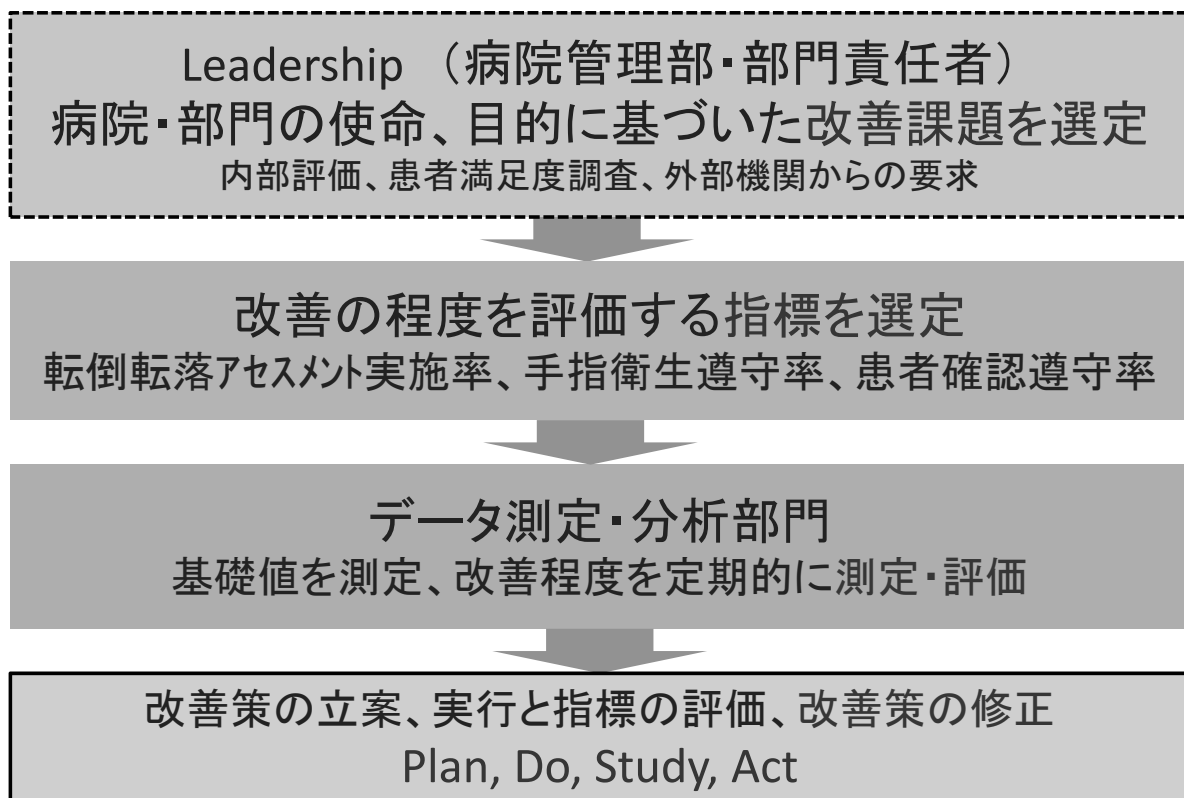 Leadership （病院管理部・部門責任者）
病院・部門の使命、目的に基づいた改善課題を選定
内部評価、患者満足度調査、外部機関からの要求
改善の程度を評価する指標を選定
転倒転落ｱｾｽﾒﾝﾄ実施率、手指衛生遵守率、患者確認遵守率
データ測定・分析部門
基礎値を測定、改善程度を定期的に測定・評価
改善策の立案、実行と指標の評価、改善策の修正
Plan, Do, Study, Act